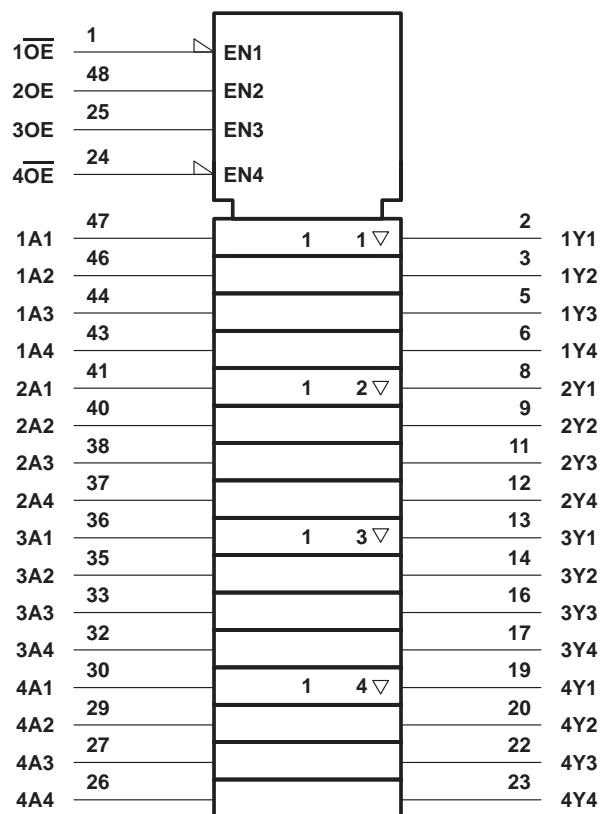 1O̅E̅ 1 EN1
2OE 48 EN2
3OE 25 EN3
4O̅E̅ 24 EN4
1A1 47 1 1 ▽ 2 1Y1
1A2 46 3 1Y2
1A3 44 5 1Y3
1A4 43 6 1Y4
2A1 41 1 2 ▽ 8 2Y1
2A2 40 9 2Y2
2A3 38 11 2Y3
2A4 37 12 2Y4
3A1 36 1 3 ▽ 13 3Y1
3A2 35 14 3Y2
3A3 33 16 3Y3
3A4 32 17 3Y4
4A1 30 1 4 ▽ 19 4Y1
4A2 29 20 4Y2
4A3 27 22 4Y3
4A4 26 23 4Y4